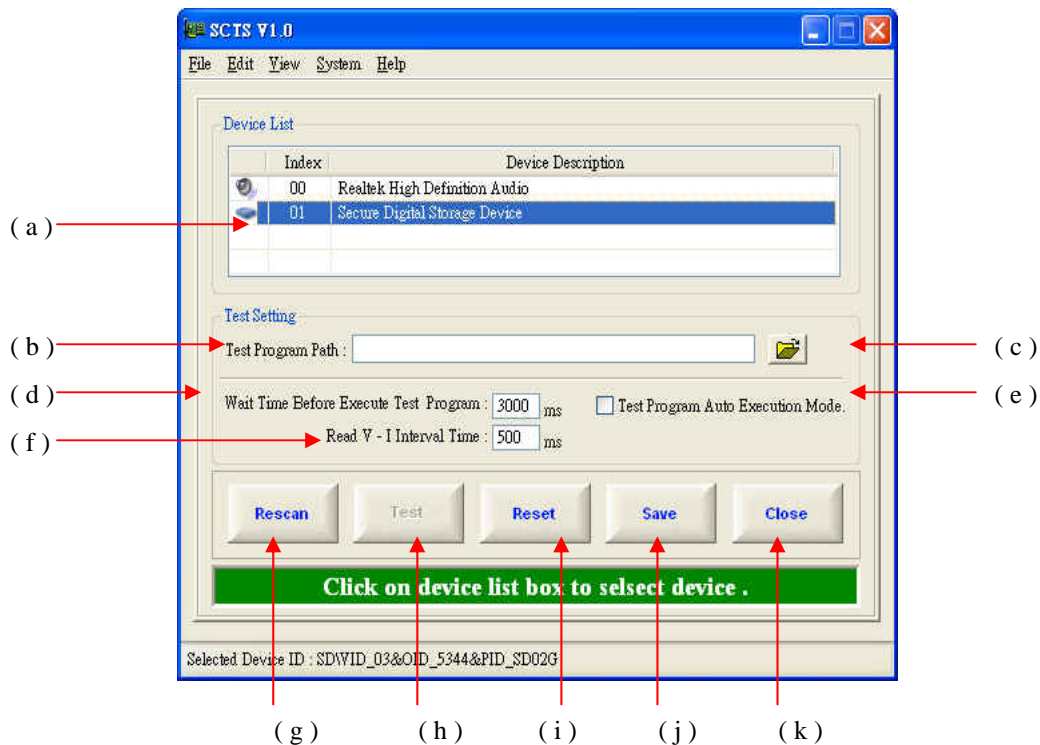 SCTS V1.0
File Edit View System Help
Device List
Index Device Description
00 Realtek High Definition Audio
01 Secure Digital Storage Device
( a )
Test Setting
( b ) Test Program Path : ( c )
( d ) ( e )
Wait Time Before Execute Test Program : 3000 ms Test Program Auto Execution Mode.
( f ) Read V - I Interval Time : 500 ms
Rescan Test Reset Save Close
Click on device list box to selsect device .
Selected Device ID : SD\VID_03&OID_5344&PID_SD02G
( g ) ( h ) ( i ) ( j ) ( k )